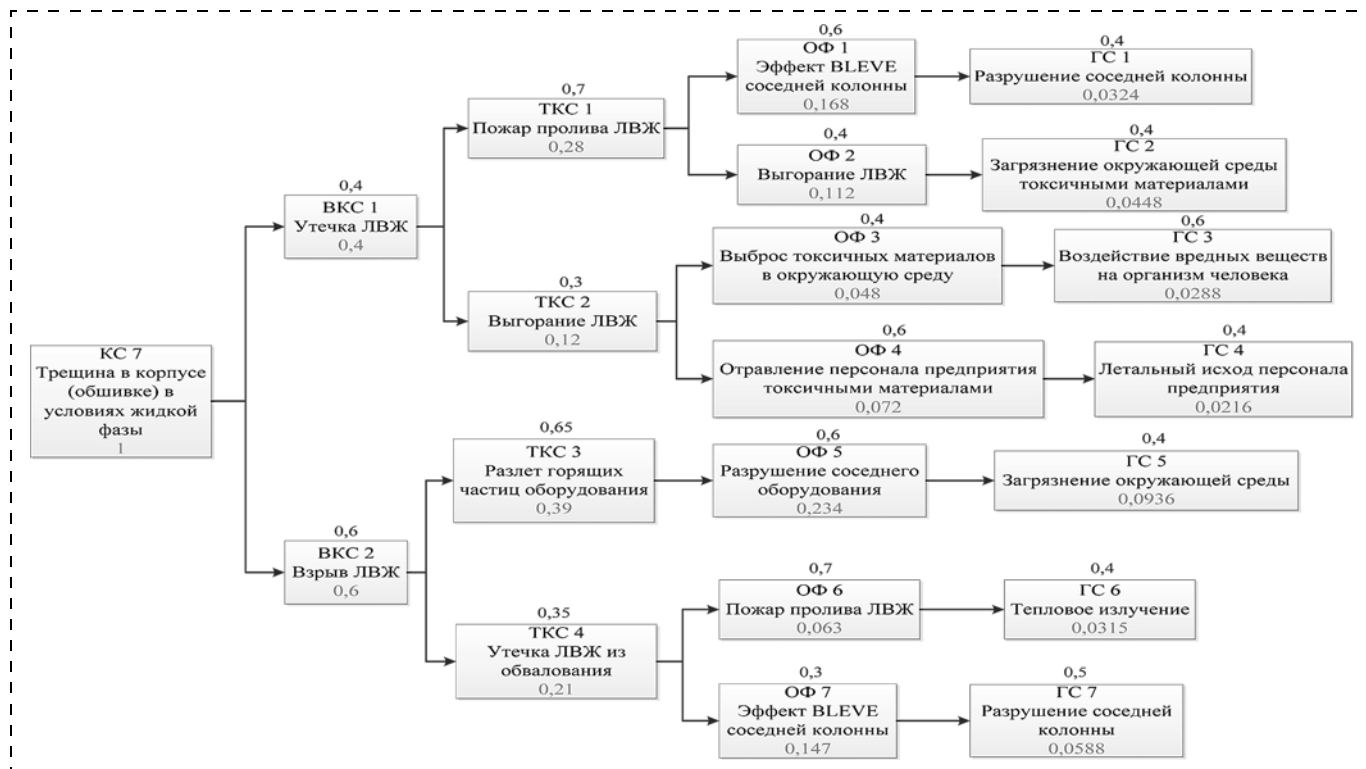 КС 7
Трещина в корпусе
(обшивке) в
условиях жидкой
фазы
1
0,4
ВКС 1
Утечка ЛВЖ
0,4
0,6
ВКС 2
Взрыв ЛВЖ
0,6
0,7
ТКС 1
Пожар пролива ЛВЖ
0,28
0,3
ТКС 2
Выгорание ЛВЖ
0,12
0,65
ТКС 3
Разлет горящих
частиц оборудования
0,39
0,35
ТКС 4
Утечка ЛВЖ из
обвалования
0,21
0,6
ОФ 1
Эффект BLEVE
соседней колонны
0,168
0,4
ОФ 2
Выгорание ЛВЖ
0,112
0,4
ОФ 3
Выброс токсичных материалов
в окружающую среду
0,048
0,6
ОФ 4
Отравление персонала предприятия
токсичными материалами
0,072
0,6
ОФ 5
Разрушение соседнего
оборудования
0,234
0,7
ОФ 6
Пожар пролива ЛВЖ
0,063
0,3
ОФ 7
Эффект BLEVE
соседней колонны
0,147
0,4
ГС 1
Разрушение соседней колонны
0,0324
0,4
ГС 2
Загрязнение окружающей среды
токсичными материалами
0,0448
0,6
ГС 3
Воздействие вредных веществ
на организм человека
0,0288
0,4
ГС 4
Летальный исход персонала
предприятия
0,0216
0,4
ГС 5
Загрязнение окружающей среды
0,0936
0,4
ГС 6
Тепловое излучение
0,0315
0,5
ГС 7
Разрушение соседней
колонны
0,0588